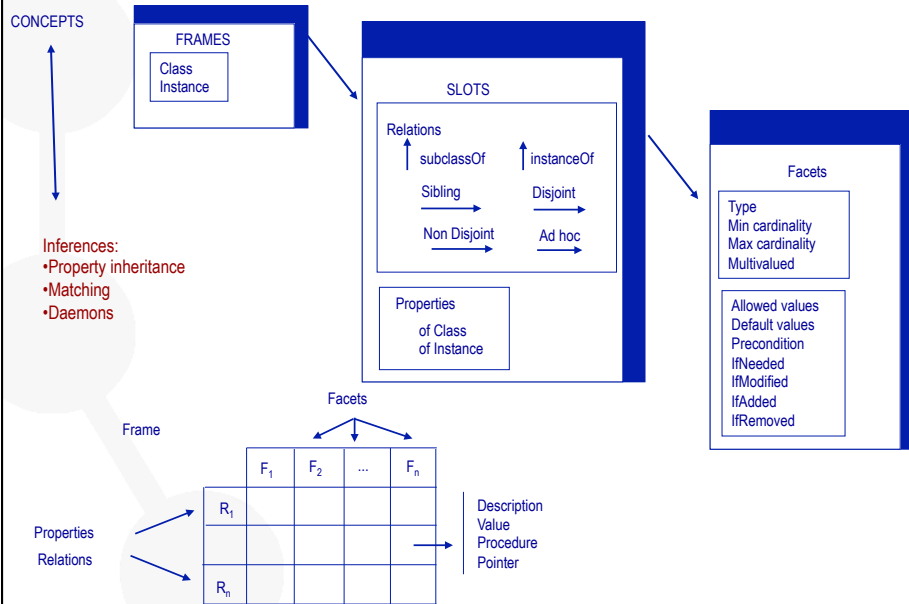 CONCEPTS
FRAMES
Class
Instance
SLOTS
Relations
subclassOf
instanceOf
Sibling
Disjoint
Non Disjoint
Ad hoc
Properties
of Class
of Instance
Facets
Type
Min cardinality
Max cardinality
Multivalued
Allowed values
Default values
Precondition
IfNeeded
IfModified
IfAdded
IfRemoved
Inferences:
•Property inheritance
•Matching
•Daemons
Facets
Frame
F1 F2 ... Fn
R1
Rn
Properties
Relations
Description
Value
Procedure
Pointer